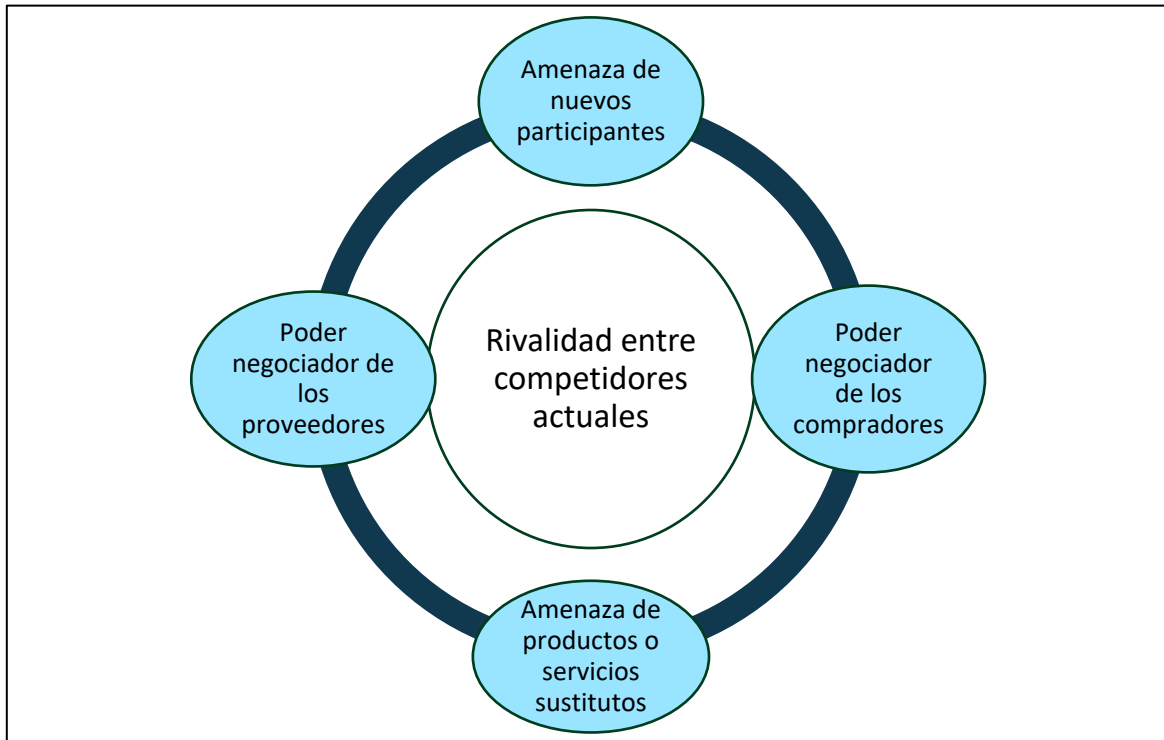 Amenaza de
nuevos
participantes
Poder
negociador de
los
proveedores
Rivalidad entre
competidores
actuales
Poder
negociador
de los
compradores
Amenaza de
productos o
servicios
sustitutos